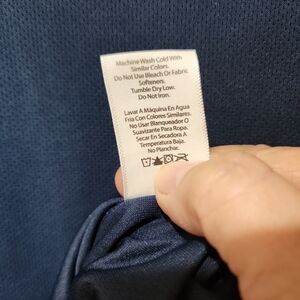 Machine Wash Cold With
Similar Colors.
Do Not Use Bleach Or Fabric
Softeners.
Tumble Dry Low.
Do Not Iron.
Lavar A Máquina En Agua
Fria Con Colores Similares.
No Usar Blanqueador O
Suavizante Para Ropa.
Secar En Secadora A
Temperatura Baja.
No Planchar.